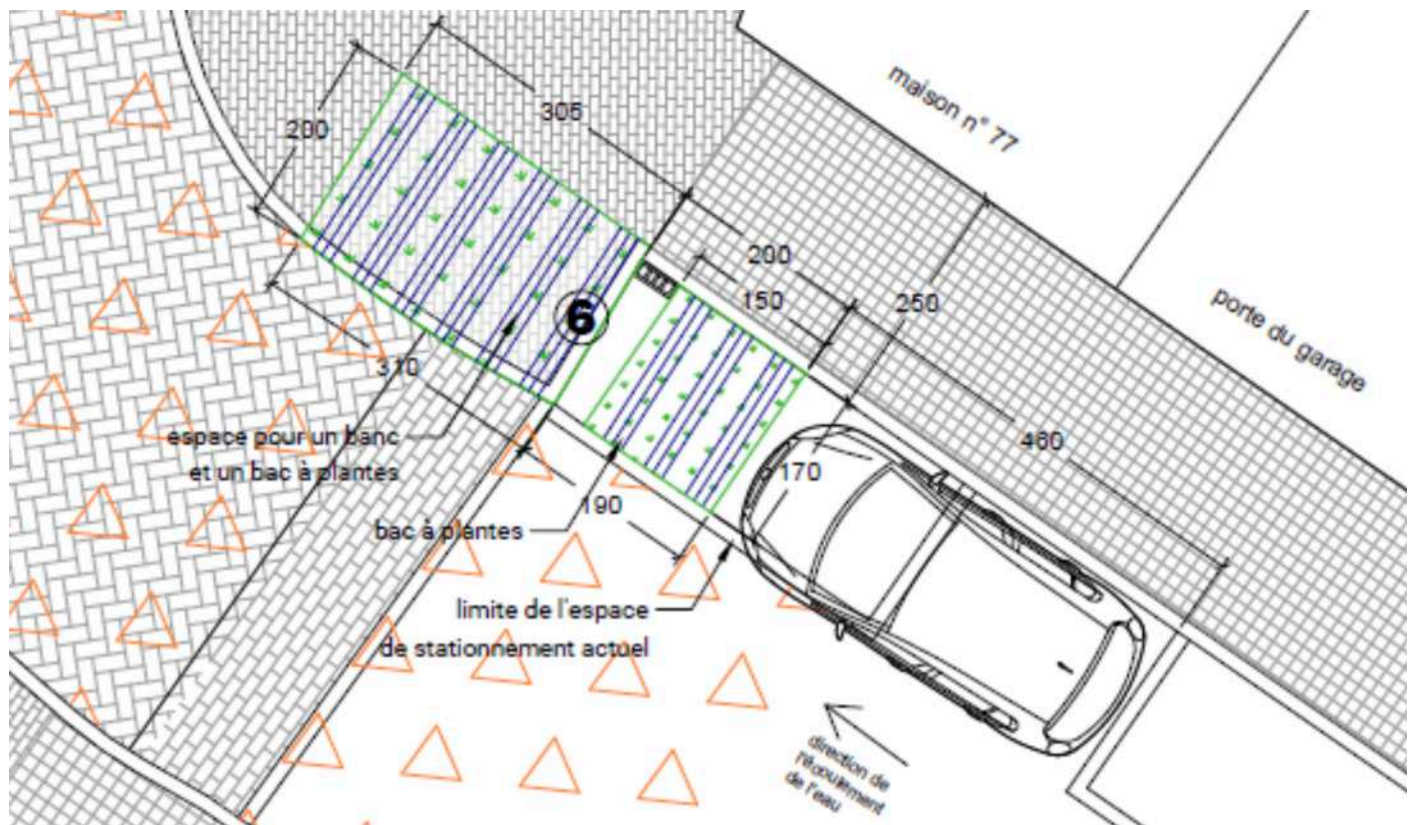 maison n° 77
305
200
200
250
150
porte du garage
6
310
espace pour un banc
et un bac à plantes
460
170
190
bac à plantes
limite de l'espace
de stationnement actuel
direction de
l'écoulement
de l'eau